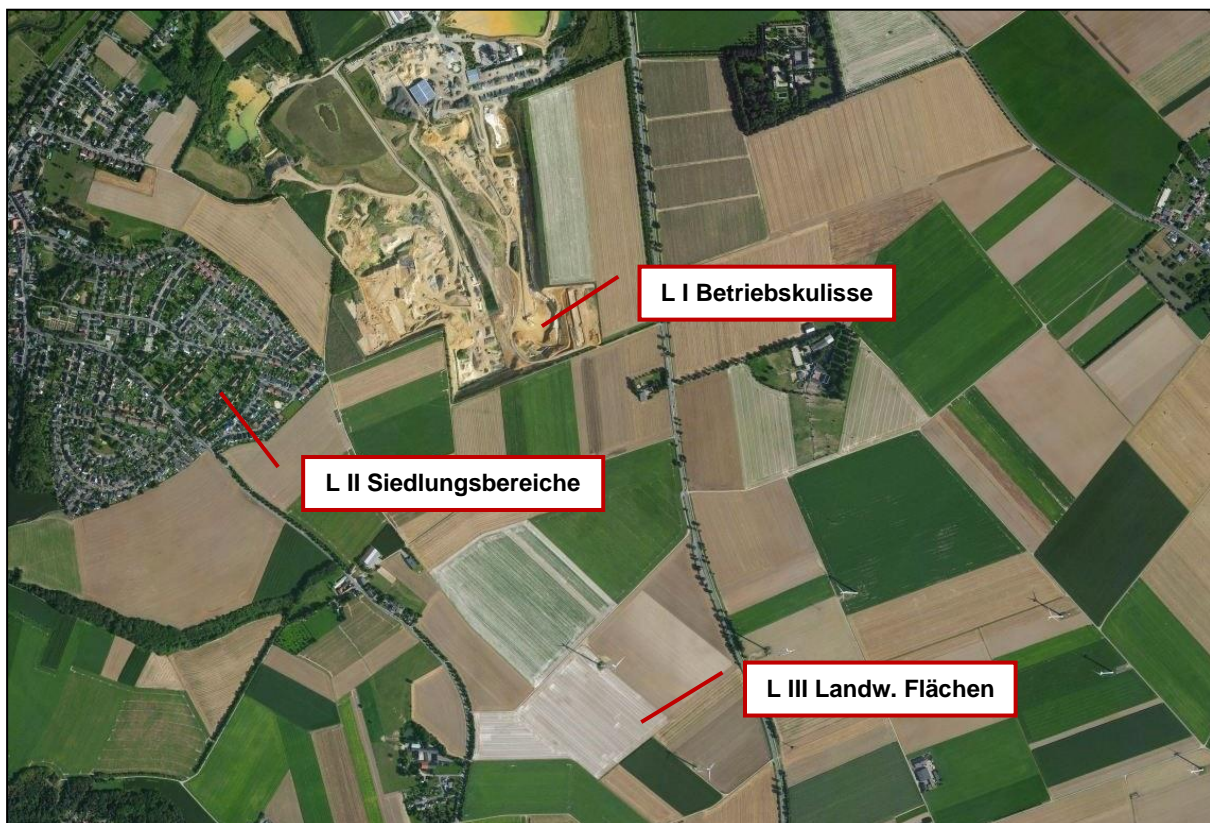 L I Betriebskulisse
L II Siedlungsbereiche
L III Landw. Flächen